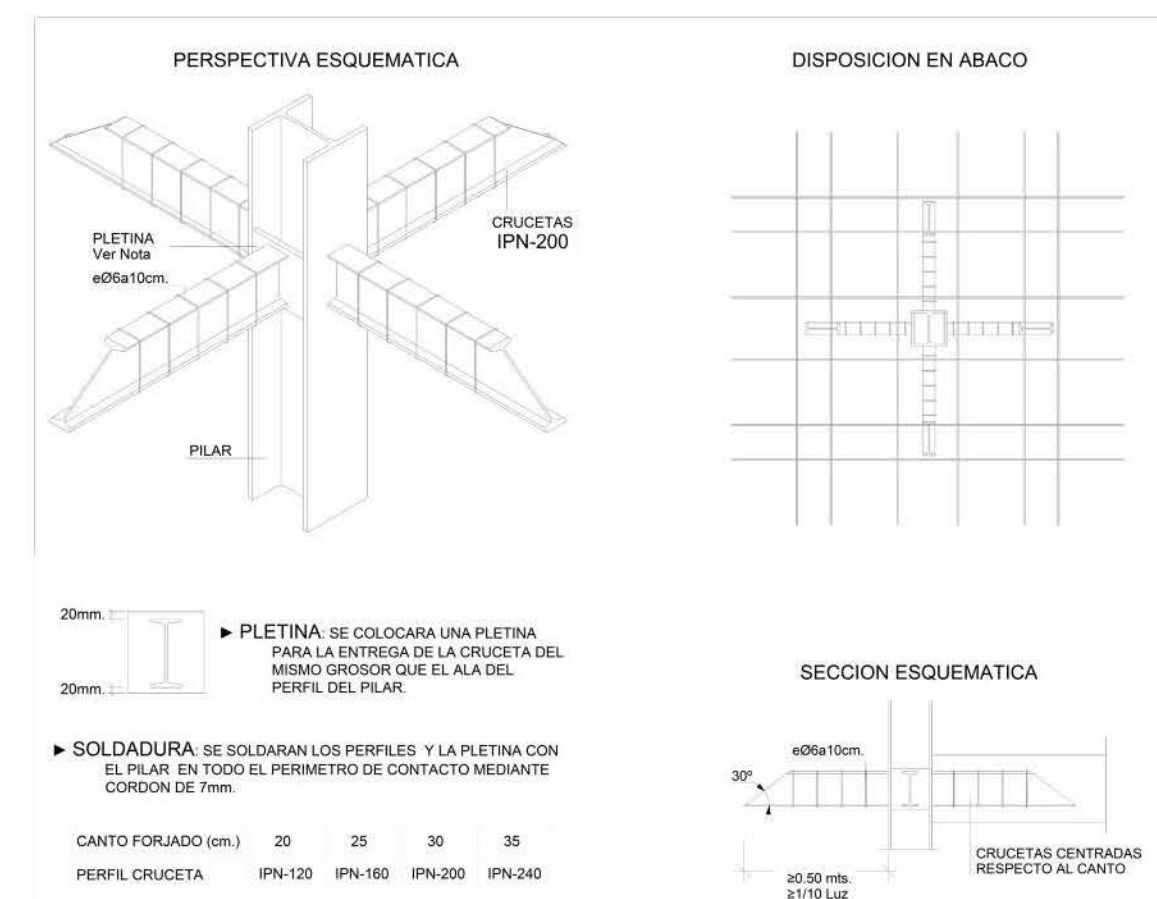 PERSPECTIVA ESQUEMATICA
CRUCETAS
IPN-200
PLETINA
Ver Nota
eØ6a10cm.
PILAR
DISPOSICION EN ABACO
20mm.
20mm.
► PLETINA: SE COLOCARA UNA PLETINA
PARA LA ENTREGA DE LA CRUCETA DEL
MISMO GROSOR QUE EL ALA DEL
PERFIL DEL PILAR.
► SOLDADURA: SE SOLDARAN LOS PERFILES Y LA PLETINA CON
EL PILAR EN TODO EL PERIMETRO DE CONTACTO MEDIANTE
CORDON DE 7mm.
CANTO FORJADO (cm.) 20 25 30 35
PERFIL CRUCETA IPN-120 IPN-160 IPN-200 IPN-240
SECCION ESQUEMATICA
eØ6a10cm.
30º
CRUCETAS CENTRADAS
RESPECTO AL CANTO
≥0.50 mts.
≥1/10 Luz